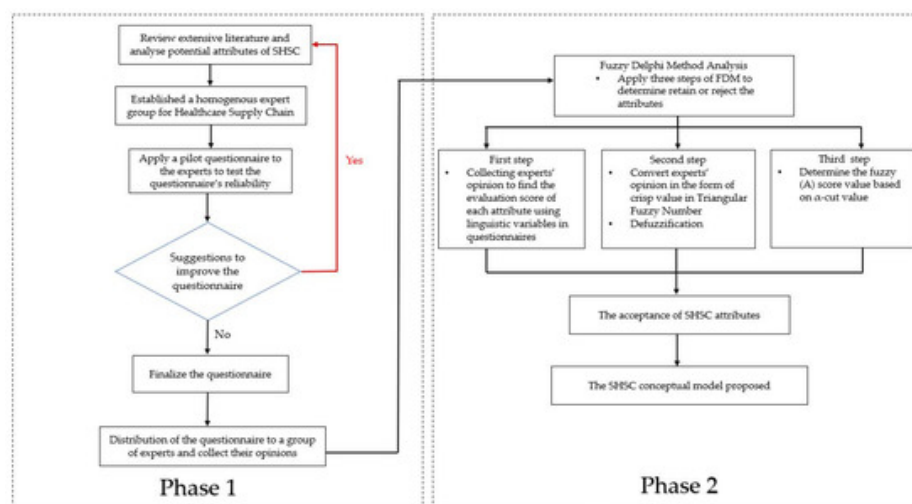 Review extensive literature and
analyse potential attributes of SHSC
Established a homogenous expert
group for Healthcare Supply Chain
Apply a pilot questionnaire to
the experts to test the
questionnaire's reliability
Yes
Suggestions to
improve the
questionnaire
No
Finalize the questionnaire
Distribution of the questionnaire to a group
of experts and collect their opinions
Phase 1
Fuzzy Delphi Method Analysis
• Apply three steps of FDM to
determine retain or reject the
attributes
First step
• Collecting experts'
opinion to find the
evaluation score of
each attribute using
linguistic variables in
questionnaires
Second step
• Convert experts'
opinion in the form of
crisp value in Triangular
Fuzzy Number
• Defuzzification
Third step
• Determine the fuzzy
(A) score value based
on α-cut value
The acceptance of SHSC attributes
The SHSC conceptual model proposed
Phase 2